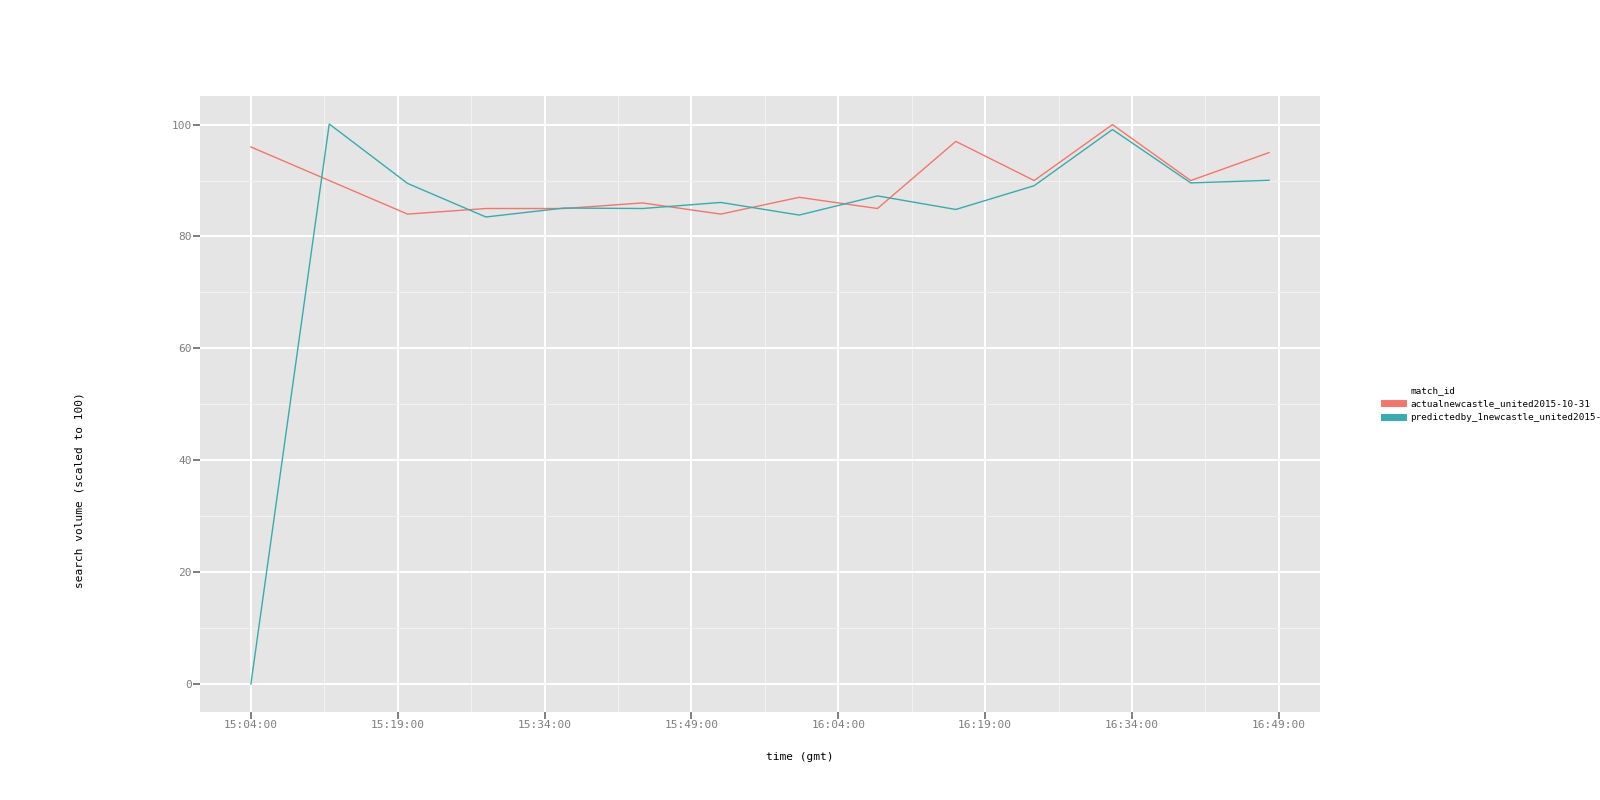 100
80
60
40
20
0
search volume (scaled to 100)
15:04:00 15:19:00 15:34:00 15:49:00 16:04:00 16:19:00 16:34:00 16:49:00
time (gmt)
match_id
actualnewcastle_united2015-10-31
predictedby_1newcastle_united2015-